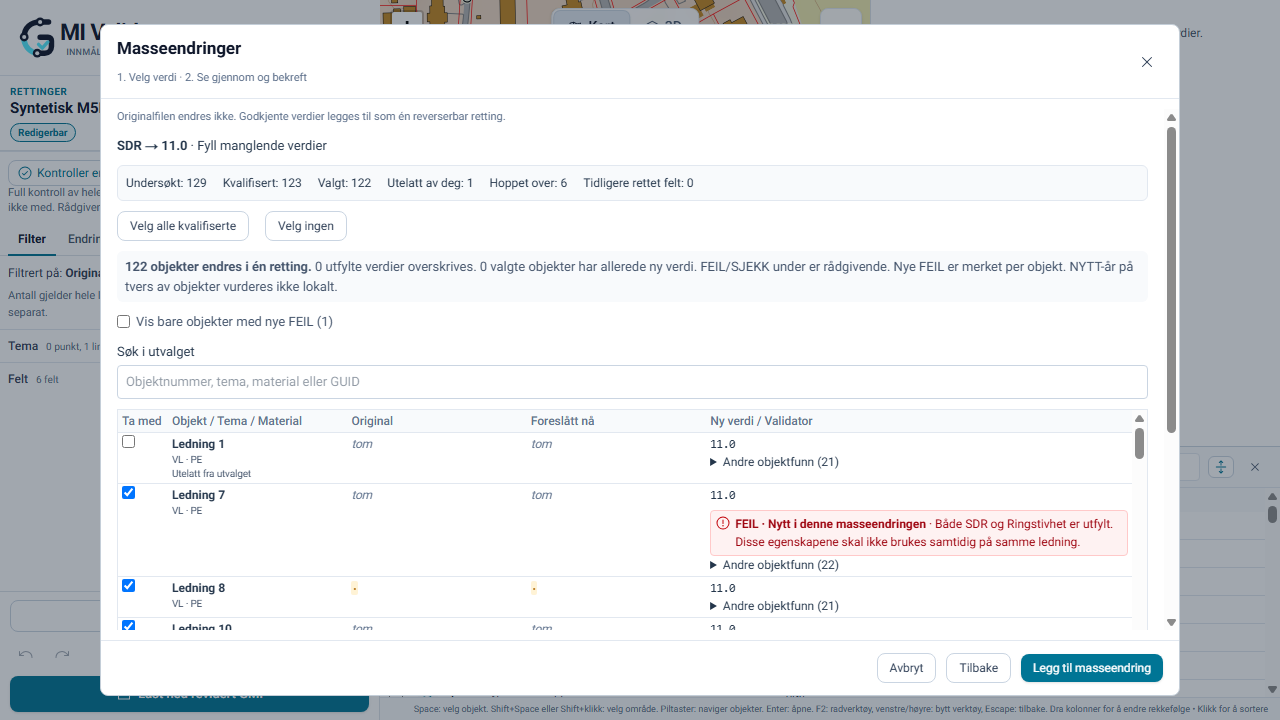 MI V
INNMÅL
RETTINGER
Syntetisk M5
Redigerbar
Kontroller e
Full kontroll av hele
ikke med. Rådgiver
Filter Endrin
Filtrert på: Origina
Antall gjelder hele l
separat.
Tema 0 punkt, 1 lin
Felt 6 felt
Kart
dier.
Masseendringer
1. Velg verdi · 2. Se gjennom og bekreft
Originalfilen endres ikke. Godkjente verdier legges til som én reverserbar retting.
SDR → 11.0 · Fyll manglende verdier
Undersøkt: 129 Kvalifisert: 123 Valgt: 122 Utelatt av deg: 1 Hoppet over: 6 Tidligere rettet felt: 0
Velg alle kvalifiserte Velg ingen
122 objekter endres i én retting. 0 utfylte verdier overskrives. 0 valgte objekter har allerede ny verdi. FEIL/SJEKK under er rådgivende. Nye FEIL er merket per objekt. NYTT-år på
tvers av objekter vurderes ikke lokalt.
Vis bare objekter med nye FEIL (1)
Søk i utvalget
Objektnummer, tema, material eller GUID
Ta med Objekt / Tema / Material Original Foreslått nå Ny verdi / Validator
Ledning 1 tom tom 11.0
VL · PE ▶ Andre objektfunn (21)
Utelatt fra utvalget
Ledning 7 tom tom 11.0
VL · PE
FEIL · Nytt i denne masseendringen · Både SDR og Ringstivhet er utfylt.
Disse egenskapene skal ikke brukes samtidig på samme ledning.
▶ Andre objektfunn (22)
Ledning 8 · · 11.0
VL · PE ▶ Andre objektfunn (21)
Ledning 10 tom tom 11.0
Avbryt Tilbake Legg til masseendring
Space: velg objekt. Shift+Space eller Shift+klikk: velg område. Piltaster: naviger objekter. Enter: åpne. F2: radverktøy, venstre/høyre: bytt verktøy, Escape: tilbake. Dra kolonner for å endre rekkefølge • Klikk for å sortere